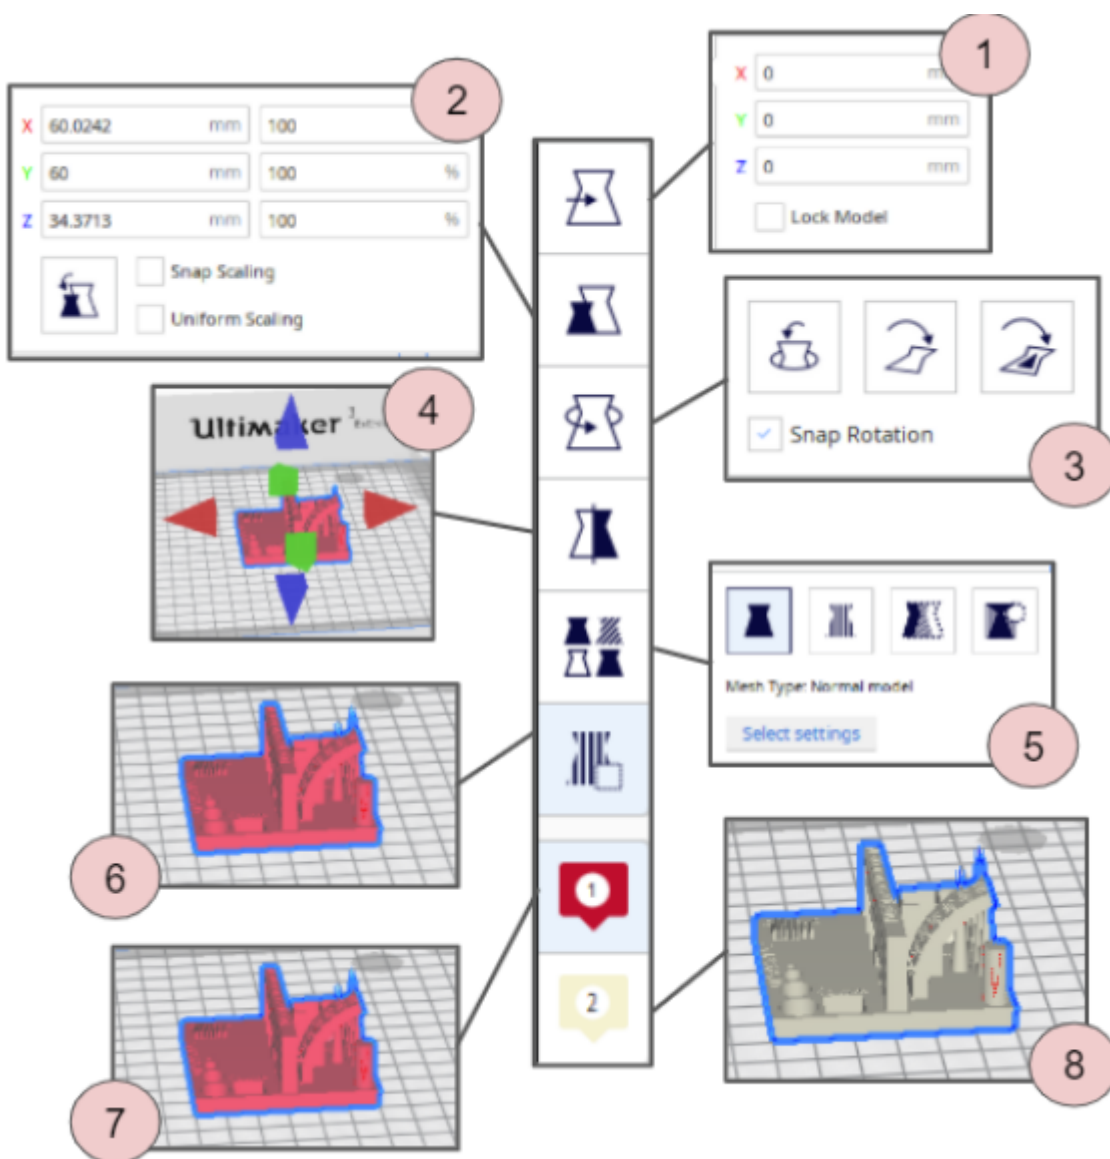 1
X 0 m
Y 0 mm
Z 0 mm
Lock Model
2
X 60.0242 mm 100
Y 60 mm 100 %
Z 34.3713 mm 100 %
Snap Scaling
Uniform Scaling
Snap Rotation
3
4
Ultimaker 3
Mesh Type: Normal model
Select settings
5
6
1
7
2
8